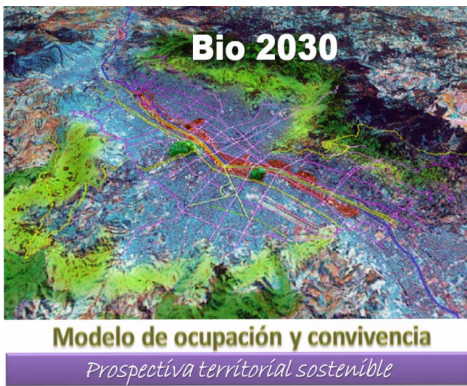 Bio 2030
Modelo de ocupación y convivencia
Prospectiva territorial sostenible